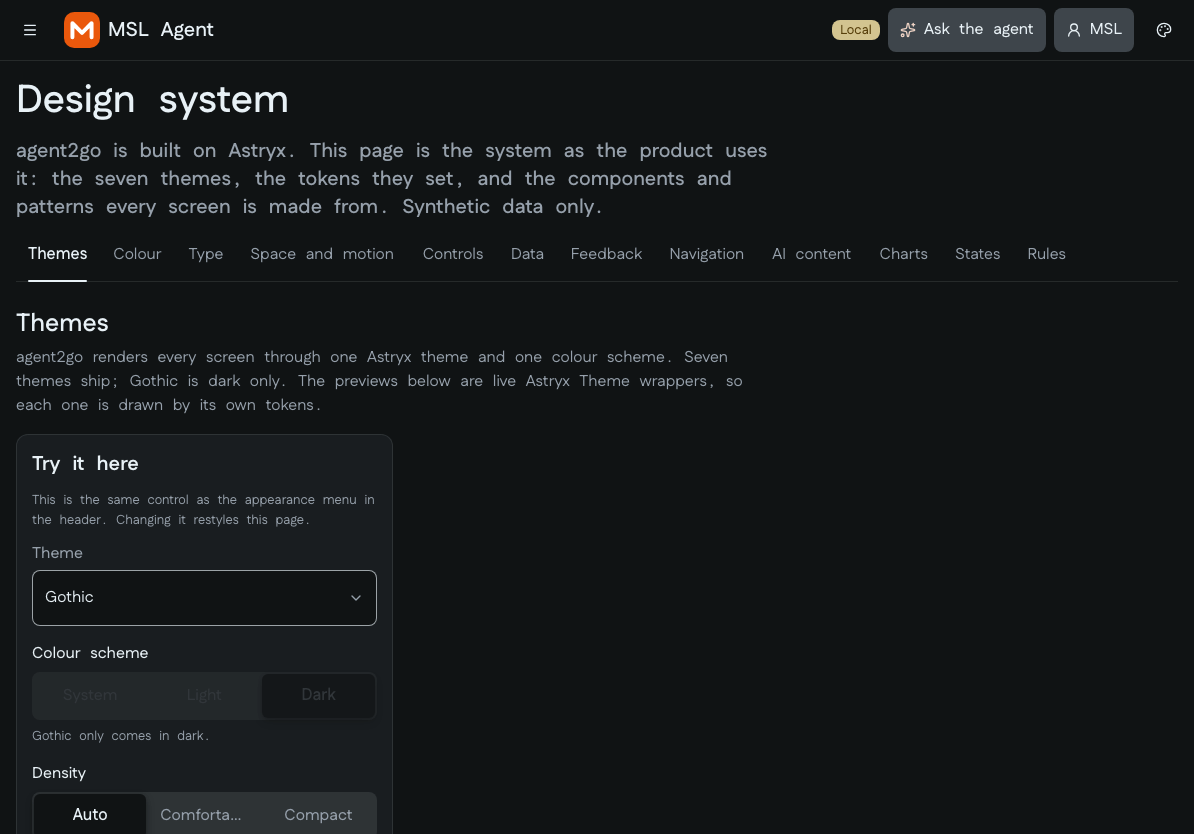 MSL Agent
Local
Ask the agent
MSL
Design system
agent2go is built on Astryx. This page is the system as the product uses
it: the seven themes, the tokens they set, and the components and
patterns every screen is made from. Synthetic data only.
Themes Colour Type Space and motion Controls Data Feedback Navigation AI content Charts States Rules
Themes
agent2go renders every screen through one Astryx theme and one colour scheme. Seven
themes ship; Gothic is dark only. The previews below are live Astryx Theme wrappers, so
each one is drawn by its own tokens.
Try it here
This is the same control as the appearance menu in
the header. Changing it restyles this page.
Theme
Gothic
Colour scheme
System Light Dark
Gothic only comes in dark.
Density
Auto Comforta... Compact